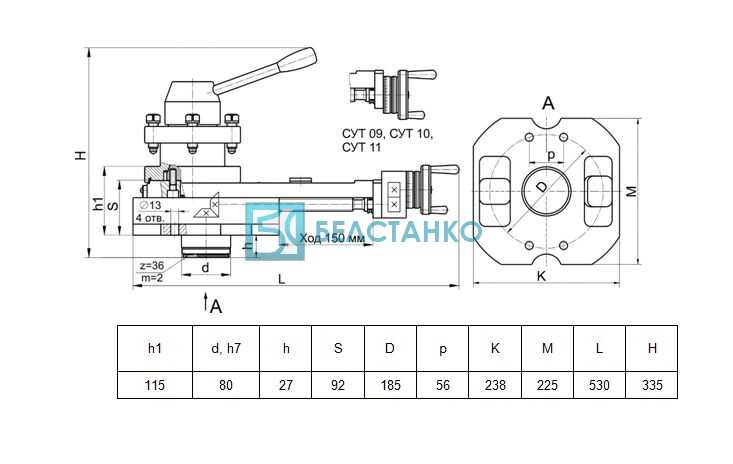 СУТ 09, СУТ 10,
СУТ 11
A
H
h1
S
∅13
4 отв.
p
D
M
БЕЛСТАНКО
Ход 150 мм
h
z=36
m=2
d
L
K
A
h1 d, h7 h S D p K M L H
115 80 27 92 185 56 238 225 530 335